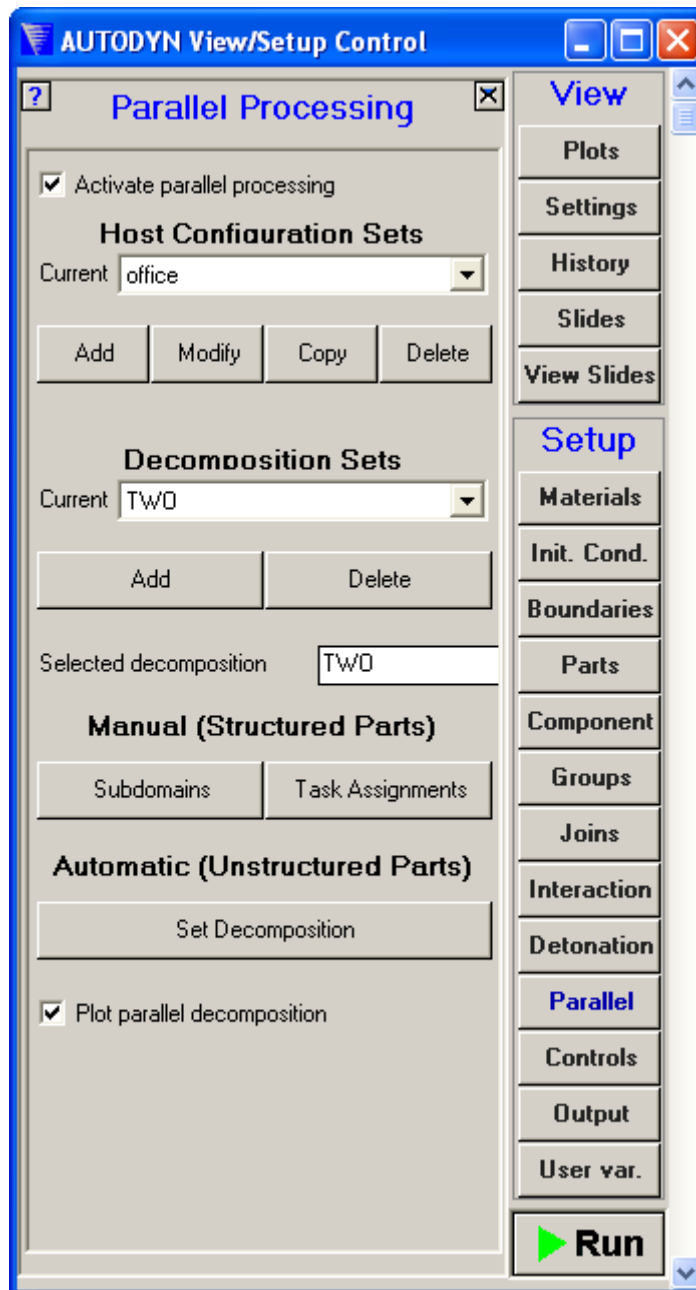 AUTODYN View/Setup Control
?
Parallel Processing
Activate parallel processing
Host Configuration Sets
Current office
Add Modify Copy Delete
Decomposition Sets
Current TWO
Add Delete
Selected decomposition TWO
Manual (Structured Parts)
Subdomains Task Assignments
Automatic (Unstructured Parts)
Set Decomposition
Plot parallel decomposition
View
Plots
Settings
History
Slides
View Slides
Setup
Materials
Init. Cond.
Boundaries
Parts
Component
Groups
Joins
Interaction
Detonation
Parallel
Controls
Output
User var.
Run